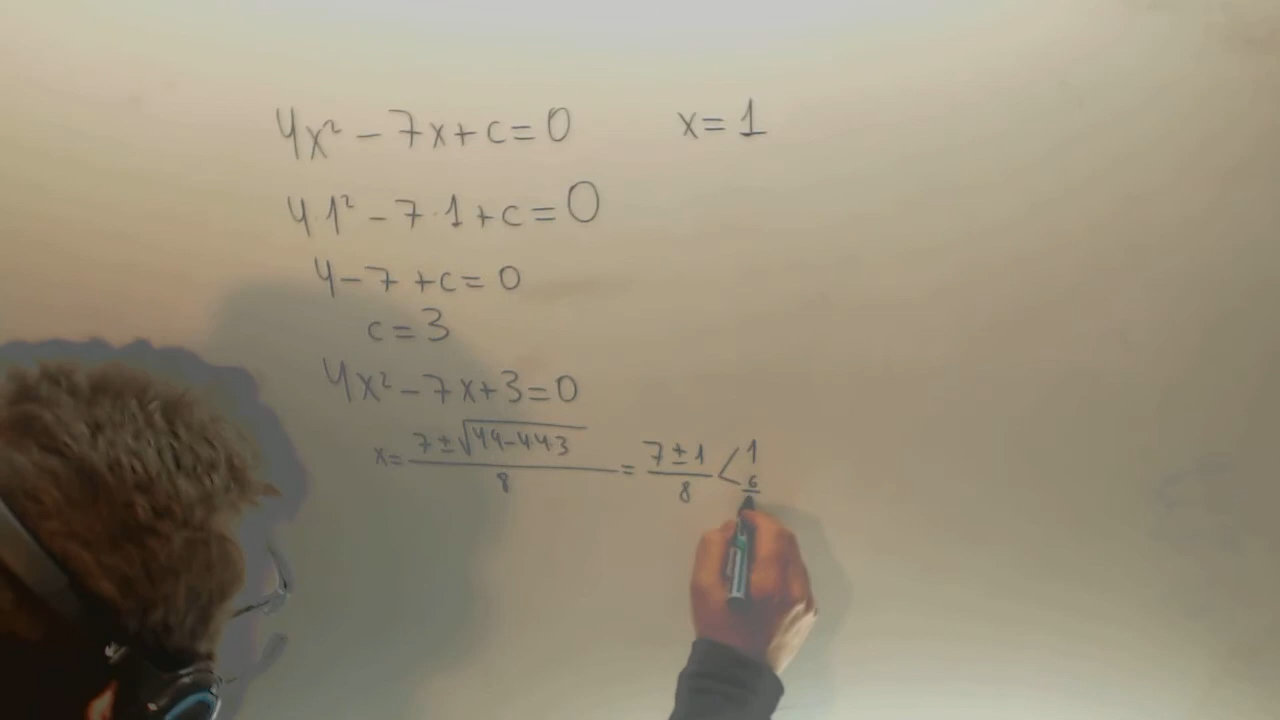 4x² - 7x + c = 0    x = 1
4·1² - 7·1 + c = 0
4 - 7 + c = 0
c = 3
4x² - 7x + 3 = 0
x = (7 ± √(49-4·4·3))/8 = (7 ± 1)/8 < 1, 6